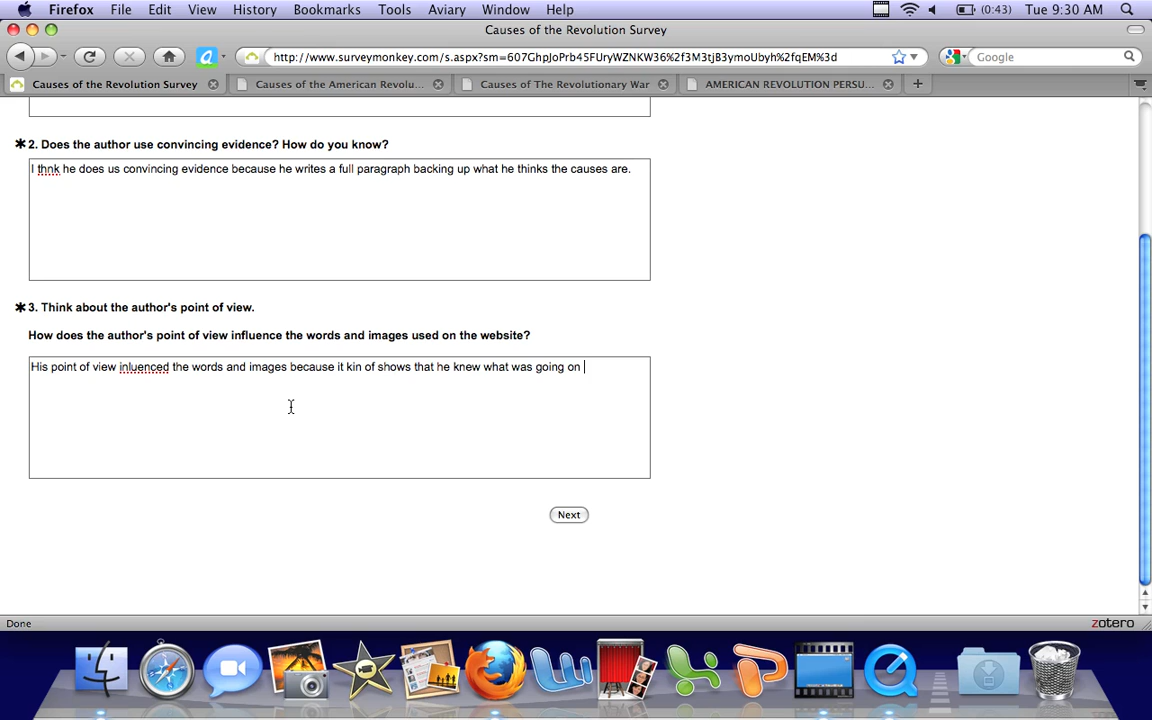 Firefox File Edit View History Bookmarks Tools Aviary Window Help (0:43) Tue 9:30 AM
Causes of the Revolution Survey
http://www.surveymonkey.com/s.aspx?sm=607GhpJoPrb45FUryWZNKW36%2f3M3tjB3ymoUbyh%2fqEM%3d Google
Causes of the Revolution Survey Causes of the American Revolu... Causes of The Revolutionary War AMERICAN REVOLUTION PERSU...
2. Does the author use convincing evidence? How do you know?
I thnk he does us convincing evidence because he writes a full paragraph backing up what he thinks the causes are.
3. Think about the author's point of view.
How does the author's point of view influence the words and images used on the website?
His point of view inluenced the words and images because it kin of shows that he knew what was going on
Next
Done zotero